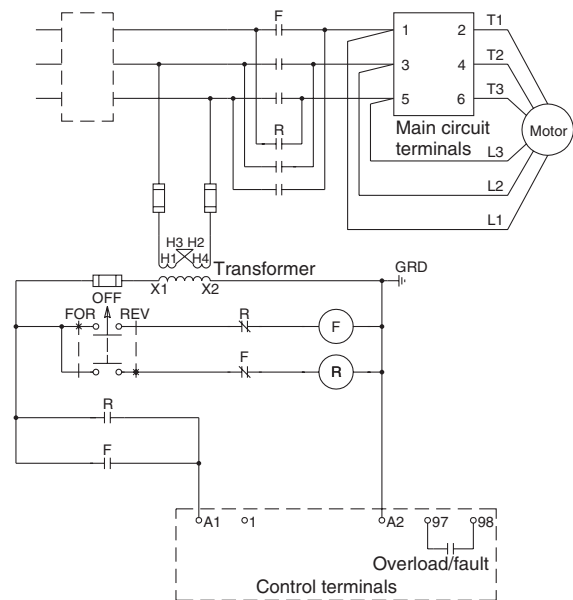 F
1 2 T1
3 4 T2
5 6 T3
R
Main circuit
terminals
Motor
L3
L2
L1
H3 H2
H1 H4
Transformer
X1 X2
GRD
OFF
FOR REV
R
F
F
R
R
F
A1 1 A2 97 98
Overload/fault
Control terminals